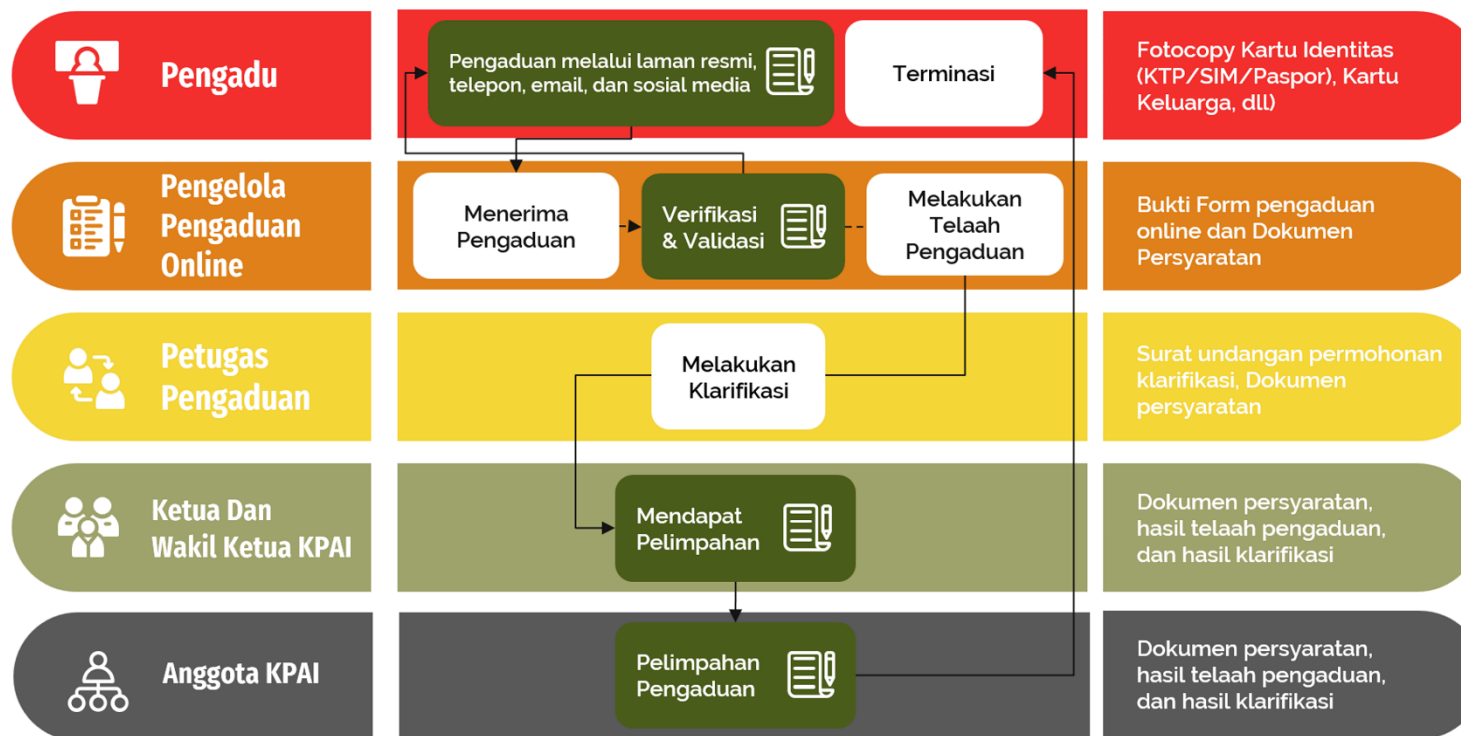 Pengadu
Pengaduan melalui laman resmi,
telepon, email, dan sosial media
Terminasi
Fotocopy Kartu Identitas
(KTP/SIM/Paspor), Kartu
Keluarga, dll)
Pengelola
Pengaduan
Online
Menerima
Pengaduan
Verifikasi
& Validasi
Melakukan
Telaah
Pengaduan
Bukti Form pengaduan
online dan Dokumen
Persyaratan
Petugas
Pengaduan
Melakukan
Klarifikasi
Surat undangan permohonan
klarifikasi, Dokumen
persyaratan
Ketua Dan
Wakil Ketua KPAI
Mendapat
Pelimpahan
Dokumen persyaratan,
hasil telaah pengaduan,
dan hasil klarifikasi
Anggota KPAI
Pelimpahan
Pengaduan
Dokumen persyaratan,
hasil telaah pengaduan,
dan hasil klarifikasi